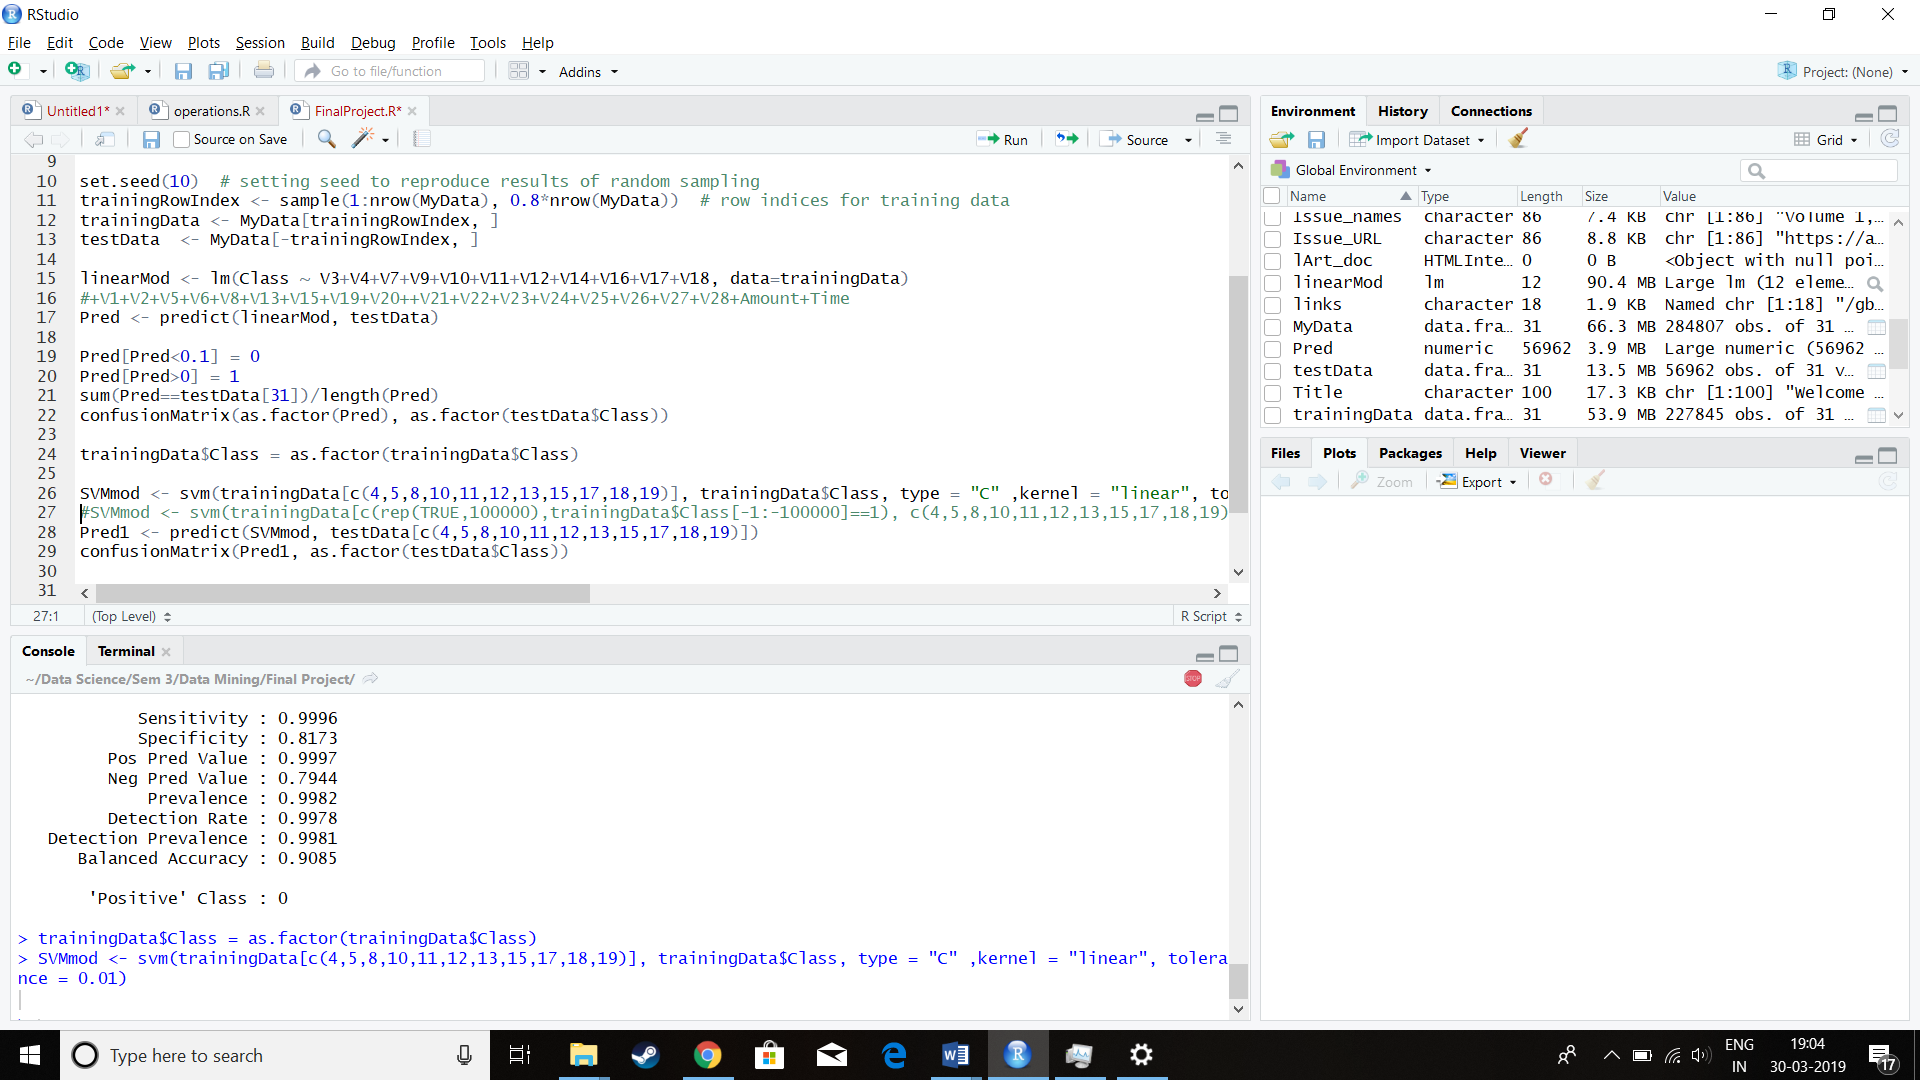 RStudio
File Edit Code View Plots Session Build Debug Profile Tools Help
Go to file/function Addins Project: (None)
Untitled1* operations.R FinalProject.R*
Source on Save Run Source
9
10 set.seed(10)  # setting seed to reproduce results of random sampling
11 trainingRowIndex <- sample(1:nrow(MyData), 0.8*nrow(MyData))  # row indices for training data
12 trainingData <- MyData[trainingRowIndex, ]
13 testData  <- MyData[-trainingRowIndex, ]
14
15 linearMod <- lm(Class ~ V3+V4+V7+V9+V10+V11+V12+V14+V16+V17+V18, data=trainingData)
16 #+V1+V2+V5+V6+V8+V13+V15+V19+V20++V21+V22+V23+V24+V25+V26+V27+V28+Amount+Time
17 Pred <- predict(linearMod, testData)
18
19 Pred[Pred<0.1] = 0
20 Pred[Pred>0] = 1
21 sum(Pred==testData[31])/length(Pred)
22 confusionMatrix(as.factor(Pred), as.factor(testData$Class))
23
24 trainingData$Class = as.factor(trainingData$Class)
25
26 SVMmod <- svm(trainingData[c(4,5,8,10,11,12,13,15,17,18,19)], trainingData$Class, type = "C" ,kernel = "linear", to
27 #SVMmod <- svm(trainingData[c(rep(TRUE,100000),trainingData$Class[-1:-100000]==1), c(4,5,8,10,11,12,13,15,17,18,19)
28 Pred1 <- predict(SVMmod, testData[c(4,5,8,10,11,12,13,15,17,18,19)])
29 confusionMatrix(Pred1, as.factor(testData$Class))
30
31
27:1 (Top Level) R Script
Console Terminal
~/Data Science/Sem 3/Data Mining/Final Project/ STOP
Sensitivity : 0.9996
Specificity : 0.8173
Pos Pred Value : 0.9997
Neg Pred Value : 0.7944
Prevalence : 0.9982
Detection Rate : 0.9978
Detection Prevalence : 0.9981
Balanced Accuracy : 0.9085
'Positive' Class : 0
> trainingData$Class = as.factor(trainingData$Class)
> SVMmod <- svm(trainingData[c(4,5,8,10,11,12,13,15,17,18,19)], trainingData$Class, type = "C" ,kernel = "linear", tolera
nce = 0.01)
Environment History Connections
Import Dataset Grid
Global Environment
Name Type Length Size Value
Issue_names character 86 7.4 KB chr [1:86] "Volume 1,…
Issue_URL character 86 8.8 KB chr [1:86] "https://a…
lArt_doc HTMLInte… 0 0 B <Object with null poi…
linearMod lm 12 90.4 MB Large lm (12 eleme…
links character 18 1.9 KB Named chr [1:18] "/gb…
MyData data.fra… 31 66.3 MB 284807 obs. of 31 …
Pred numeric 56962 3.9 MB Large numeric (56962 …
testData data.fra… 31 13.5 MB 56962 obs. of 31 v…
Title character 100 17.3 KB chr [1:100] "Welcome …
trainingData data.fra… 31 53.9 MB 227845 obs. of 31 …
Files Plots Packages Help Viewer
Zoom Export
Type here to search
ENG
IN
19:04
30-03-2019
17